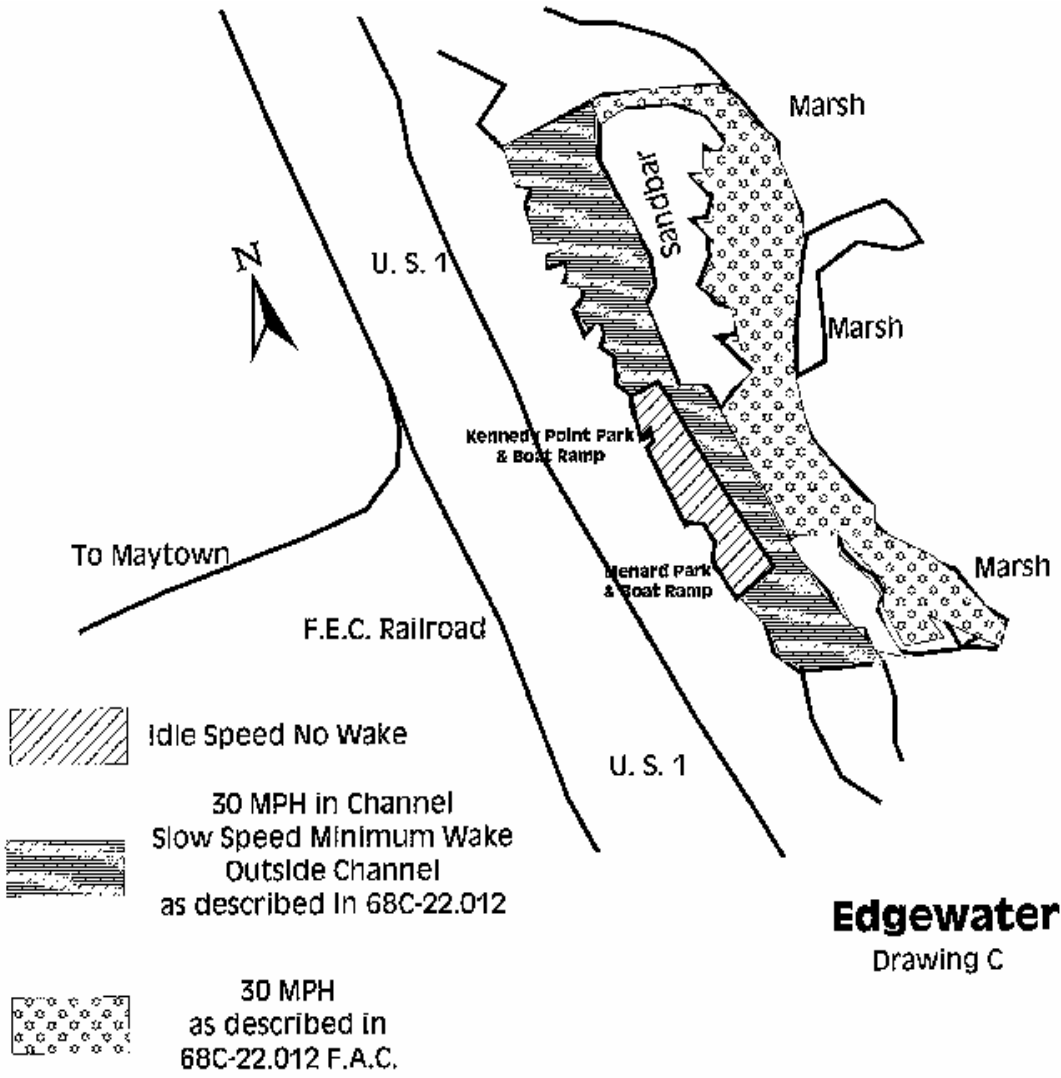 Marsh
Sandbar
N
U. S. 1
Marsh
Kennedy Point Park
& Boat Ramp
To Maytown
Menard Park
& Boat Ramp
Marsh
F.E.C. Railroad
Idle Speed No Wake
U. S. 1
30 MPH in Channel
Slow Speed Minimum Wake
Outside Channel
as described in 68C-22.012
Edgewater
Drawing C
30 MPH
as described in
68C-22.012 F.A.C.